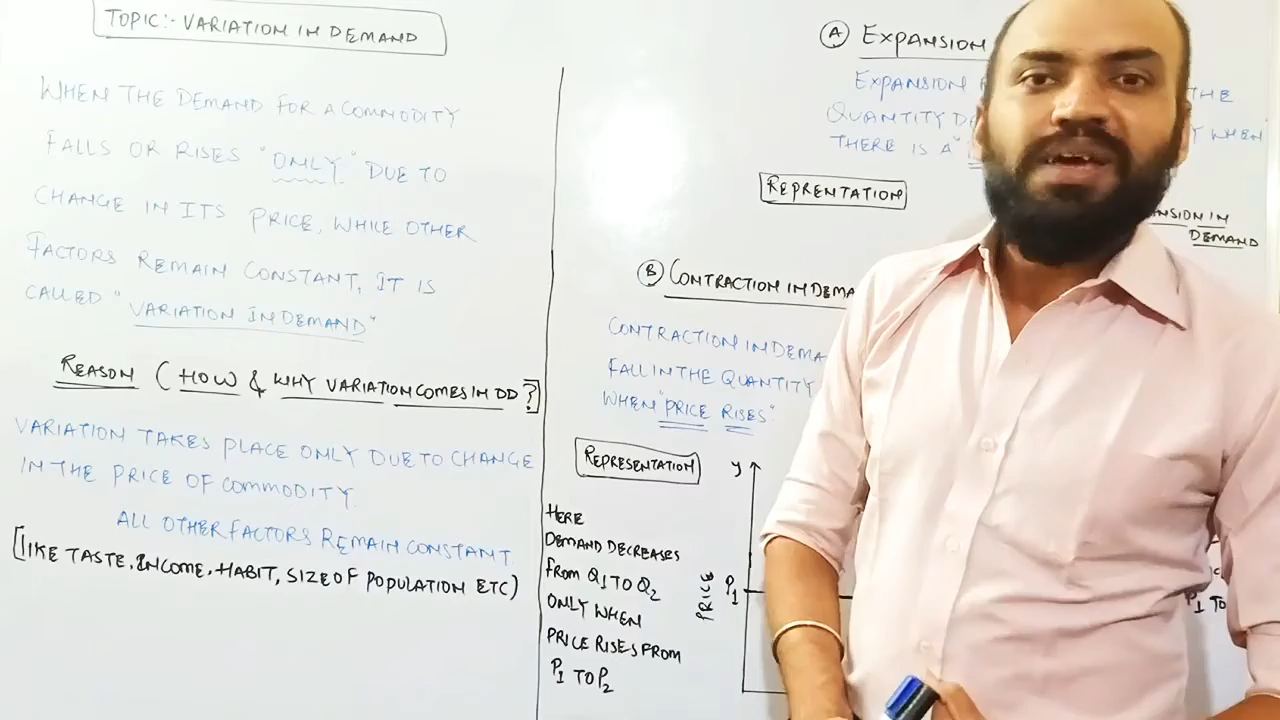 TOPIC:- VARIATION IN DEMAND
WHEN THE DEMAND FOR A COMMODITY
FALLS OR RISES "ONLY" DUE TO
CHANGE IN ITS PRICE, WHILE OTHER
FACTORS REMAIN CONSTANT, IT IS
CALLED "VARIATION IN DEMAND"
REASON (HOW & WHY VARIATION COMES IN DD ?
VARIATION TAKES PLACE ONLY DUE TO CHANGE
IN THE PRICE OF COMMODITY.
ALL OTHER FACTORS REMAIN CONSTANT.
[LIKE TASTE, INCOME, HABIT, SIZE OF POPULATION ETC)
(A) EXPANSION
EXPANSION THE
QUANTITY WHEN
THERE IS A "
REPRENTATION
DEMAND
(B) CONTRACTION IN DEMA
CONTRACTION IN DEMA
FALL IN THE QUANTITY
WHEN "PRICE RISES"
REPRESENTATION
HERE
DEMAND DECREASES
FROM Q1 TO Q2
ONLY WHEN
PRICE RISES FROM
P1 TO P2
y
PRICE
P1
P1 TO